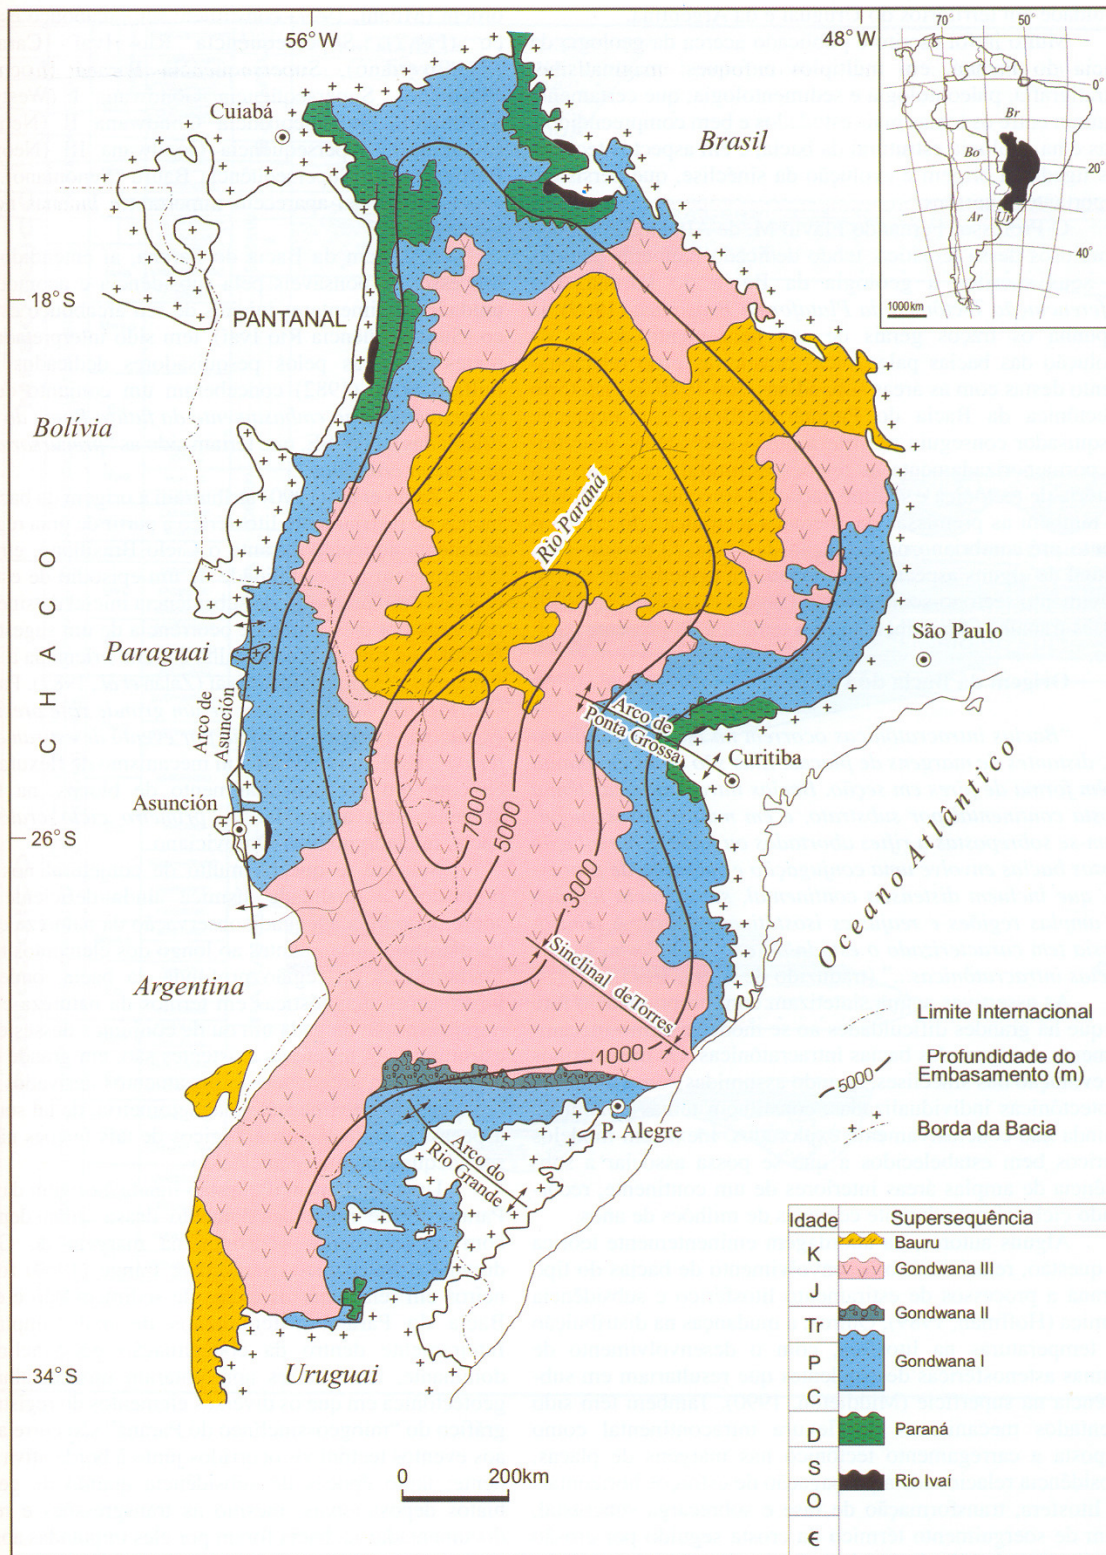 56°W
48°W
70°
50°
0°
20°
40°
Br
Bo
Ar
Ur
1000km
Cuiabá
Brasil
18°S
PANTANAL
Bolívia
Rio Paraná
CHACO
Paraguai
Arco de
Asunción
São Paulo
Arco de
Ponta Grossa
Curitiba
Asunción
26°S
7000
5000
3000
Oceano Atlântico
Sinclinal de Torres
Argentina
1000
Limite Internacional
5000
Profundidade do
Embasamento (m)
Borda da Bacia
P. Alegre
Arco do
Rio Grande
Idade
Supersequência
Bauru
K
Gondwana III
J
Gondwana II
Tr
P
Gondwana I
C
D
Paraná
S
Rio Ivaí
O
Є
34°S
Uruguai
0
200km